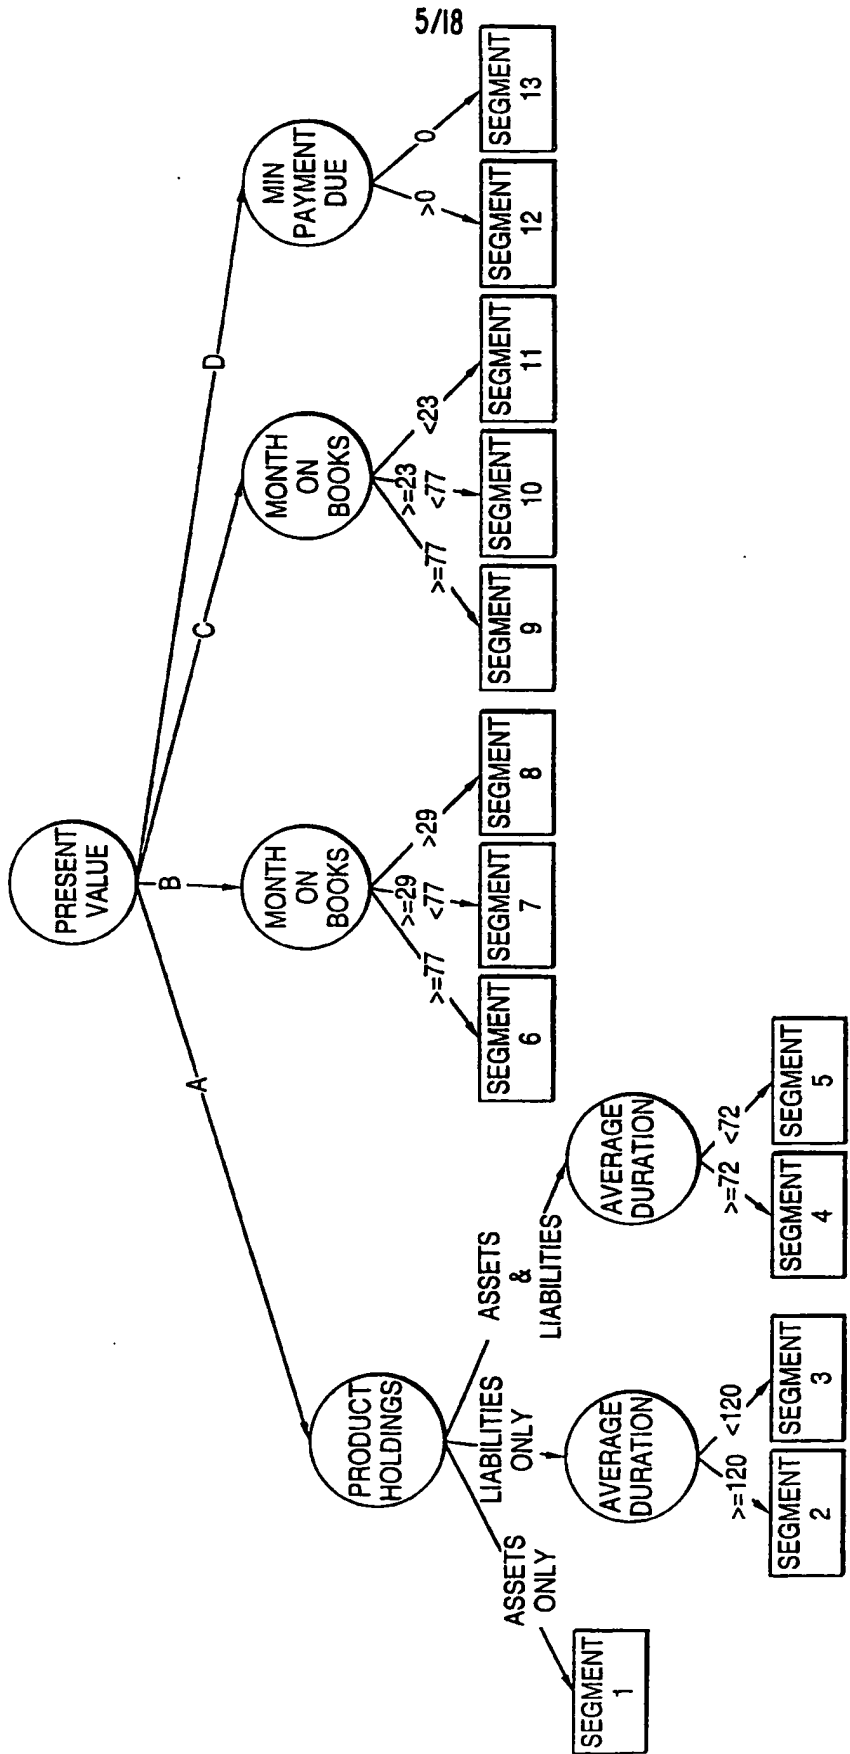 5/18
PRESENT
VALUE
A
B
C
D
PRODUCT
HOLDINGS
MONTH
ON
BOOKS
MONTH
ON
BOOKS
MIN
PAYMENT
DUE
ASSETS
ONLY
LIABILITIES
ONLY
ASSETS
&
LIABILITIES
>=77
>=29
<77
>29
>=77
>=23
<77
<23
>0
0
SEGMENT
1
AVERAGE
DURATION
AVERAGE
DURATION
SEGMENT
6
SEGMENT
7
SEGMENT
8
SEGMENT
9
SEGMENT
10
SEGMENT
11
SEGMENT
12
SEGMENT
13
>=120
<120
>=72
<72
SEGMENT
2
SEGMENT
3
SEGMENT
4
SEGMENT
5